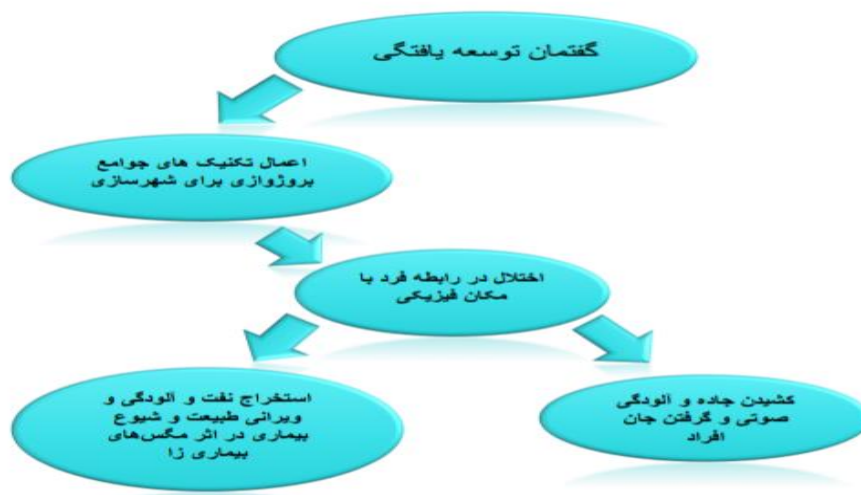 گفتمان توسعه یافتگی
اعمال تکنیک های جوامع
بروژوازی برای شهرسازی
اختلال در رابطه فرد با
مکان فیزیکی
استخراج نفت و آلودگی و
ویرانی طبیعت و شیوع
بیماری در اثر مگس‌های
بیماری زا
کشیدن جاده و آلودگی
صوتی و گرفتن جان
افراد